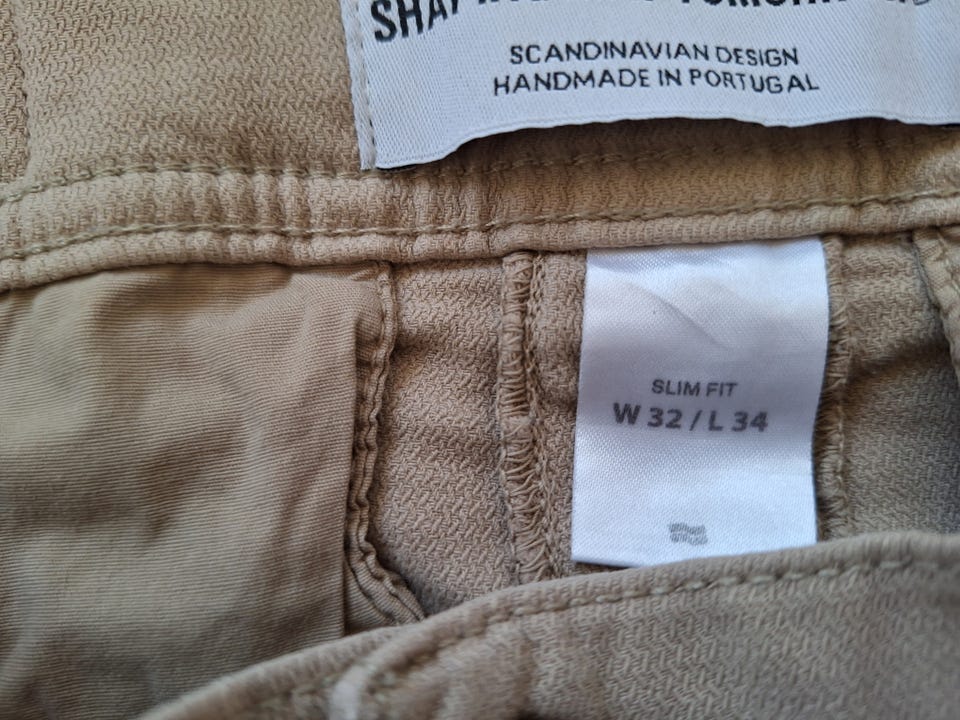 SCANDINAVIAN DESIGN
HANDMADE IN PORTUGAL
SLIM FIT
W 32 / L 34